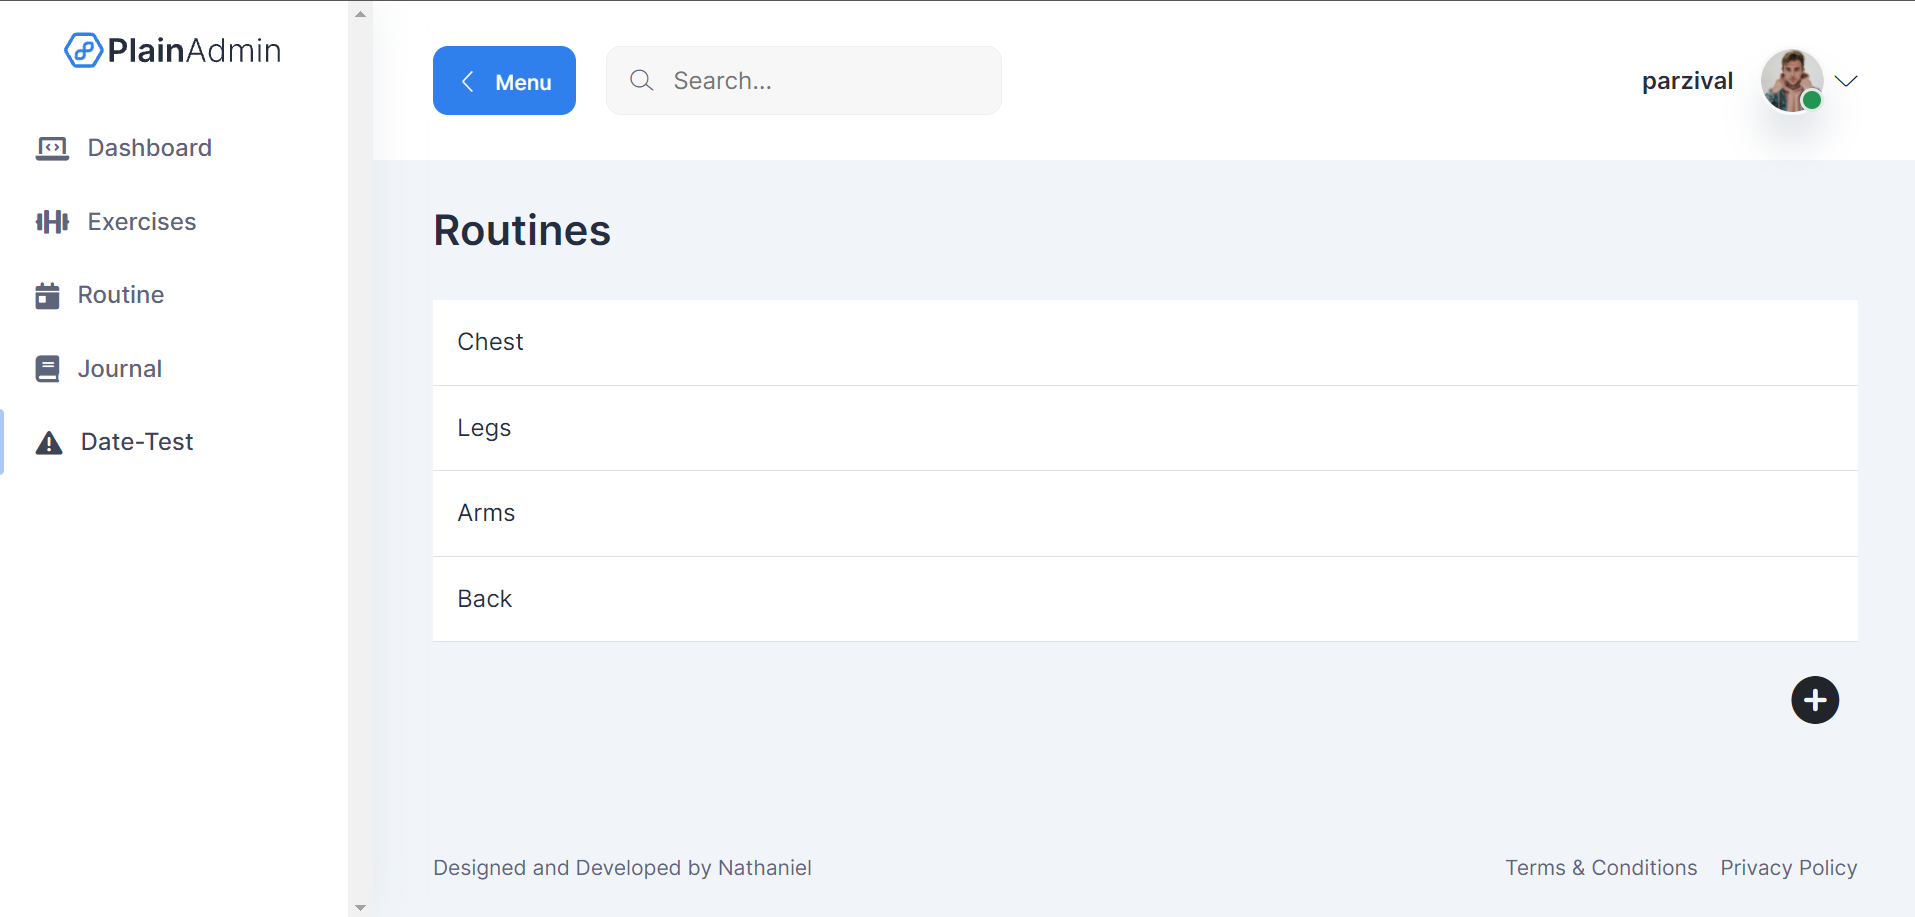 PlainAdmin
Dashboard
Exercises
Routine
Journal
Date-Test
Menu
Search...
parzival
Routines
Chest
Legs
Arms
Back
Designed and Developed by Nathaniel
Terms & Conditions Privacy Policy